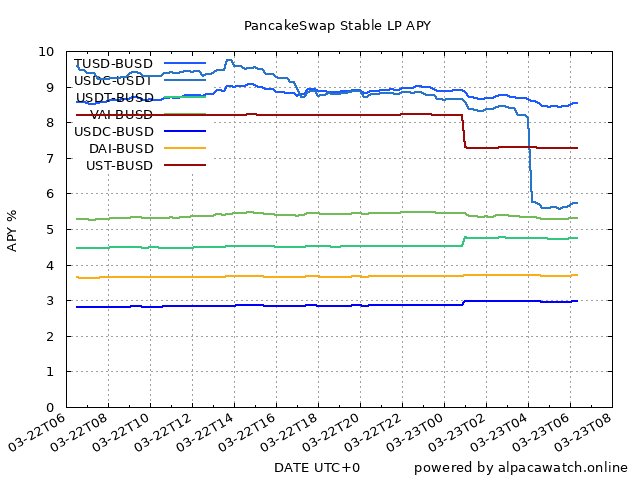 PancakeSwap Stable LP APY
10
9
8
7
6
5
4
3
2
1
0
APY %
TUSD-BUSD
USDC-USDT
USDT-BUSD
VAI-BUSD
USDC-BUSD
DAI-BUSD
UST-BUSD
03-22T06
03-22T08
03-22T10
03-22T12
03-22T14
03-22T16
03-22T18
03-22T20
03-22T22
03-23T00
03-23T02
03-23T04
03-23T06
03-23T08
DATE UTC+0
powered by alpacawatch.online